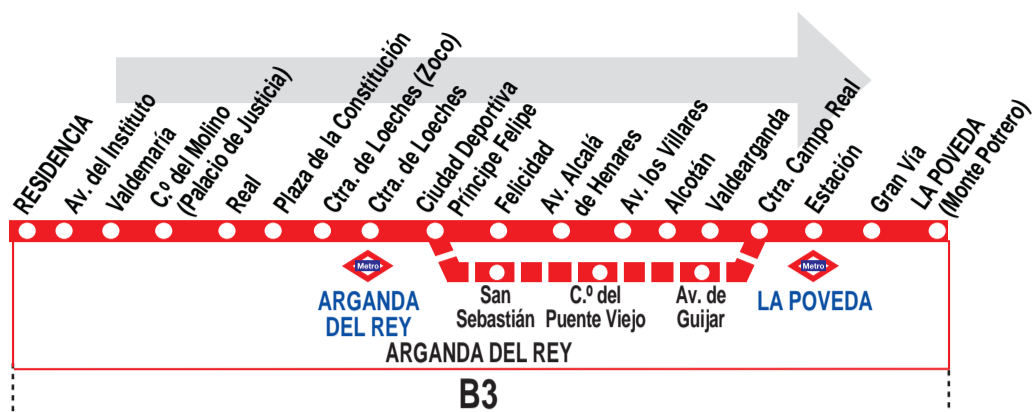 RESIDENCIA
Av. del Instituto
Valdemaría
C.º del Molino
(Palacio de Justicia)
Real
Plaza de la Constitución
Ctra. de Loeches (Zoco)
Ctra. de Loeches
Ciudad Deportiva
Príncipe Felipe
Felicidad
Av. Alcalá
de Henares
Av. los Villares
Alcotán
Valdearganda
Ctra. Campo Real
Estación
Gran Vía
LA POVEDA
(Monte Potrero)
Metro
ARGANDA
DEL REY
San
Sebastián
C.º del
Puente Viejo
Av. de
Guijar
Metro
LA POVEDA
ARGANDA DEL REY
B3